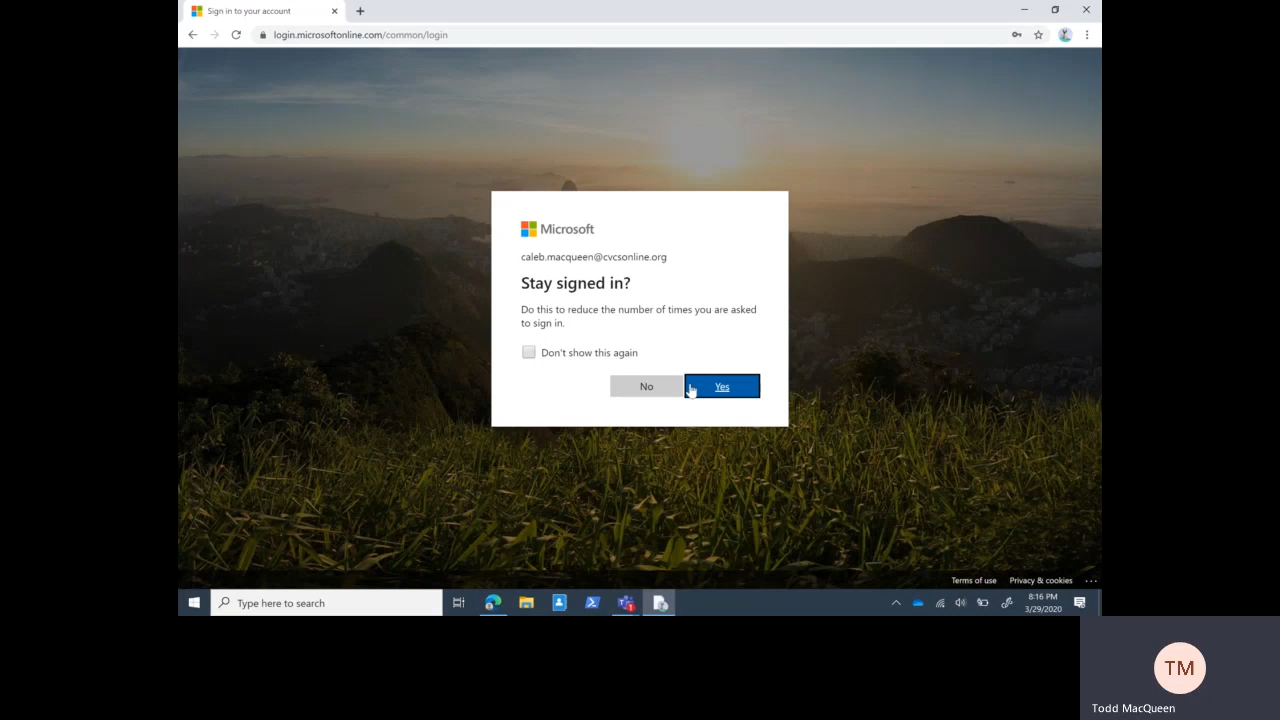 Sign in to your account
login.microsoftonline.com/common/login
Microsoft
caleb.macqueen@cvcsonline.org
Stay signed in?
Do this to reduce the number of times you are asked
to sign in.
Don't show this again
No
Yes
Terms of use
Privacy & cookies
...
Type here to search
1
8:16 PM
3/29/2020
TM
Todd MacQueen